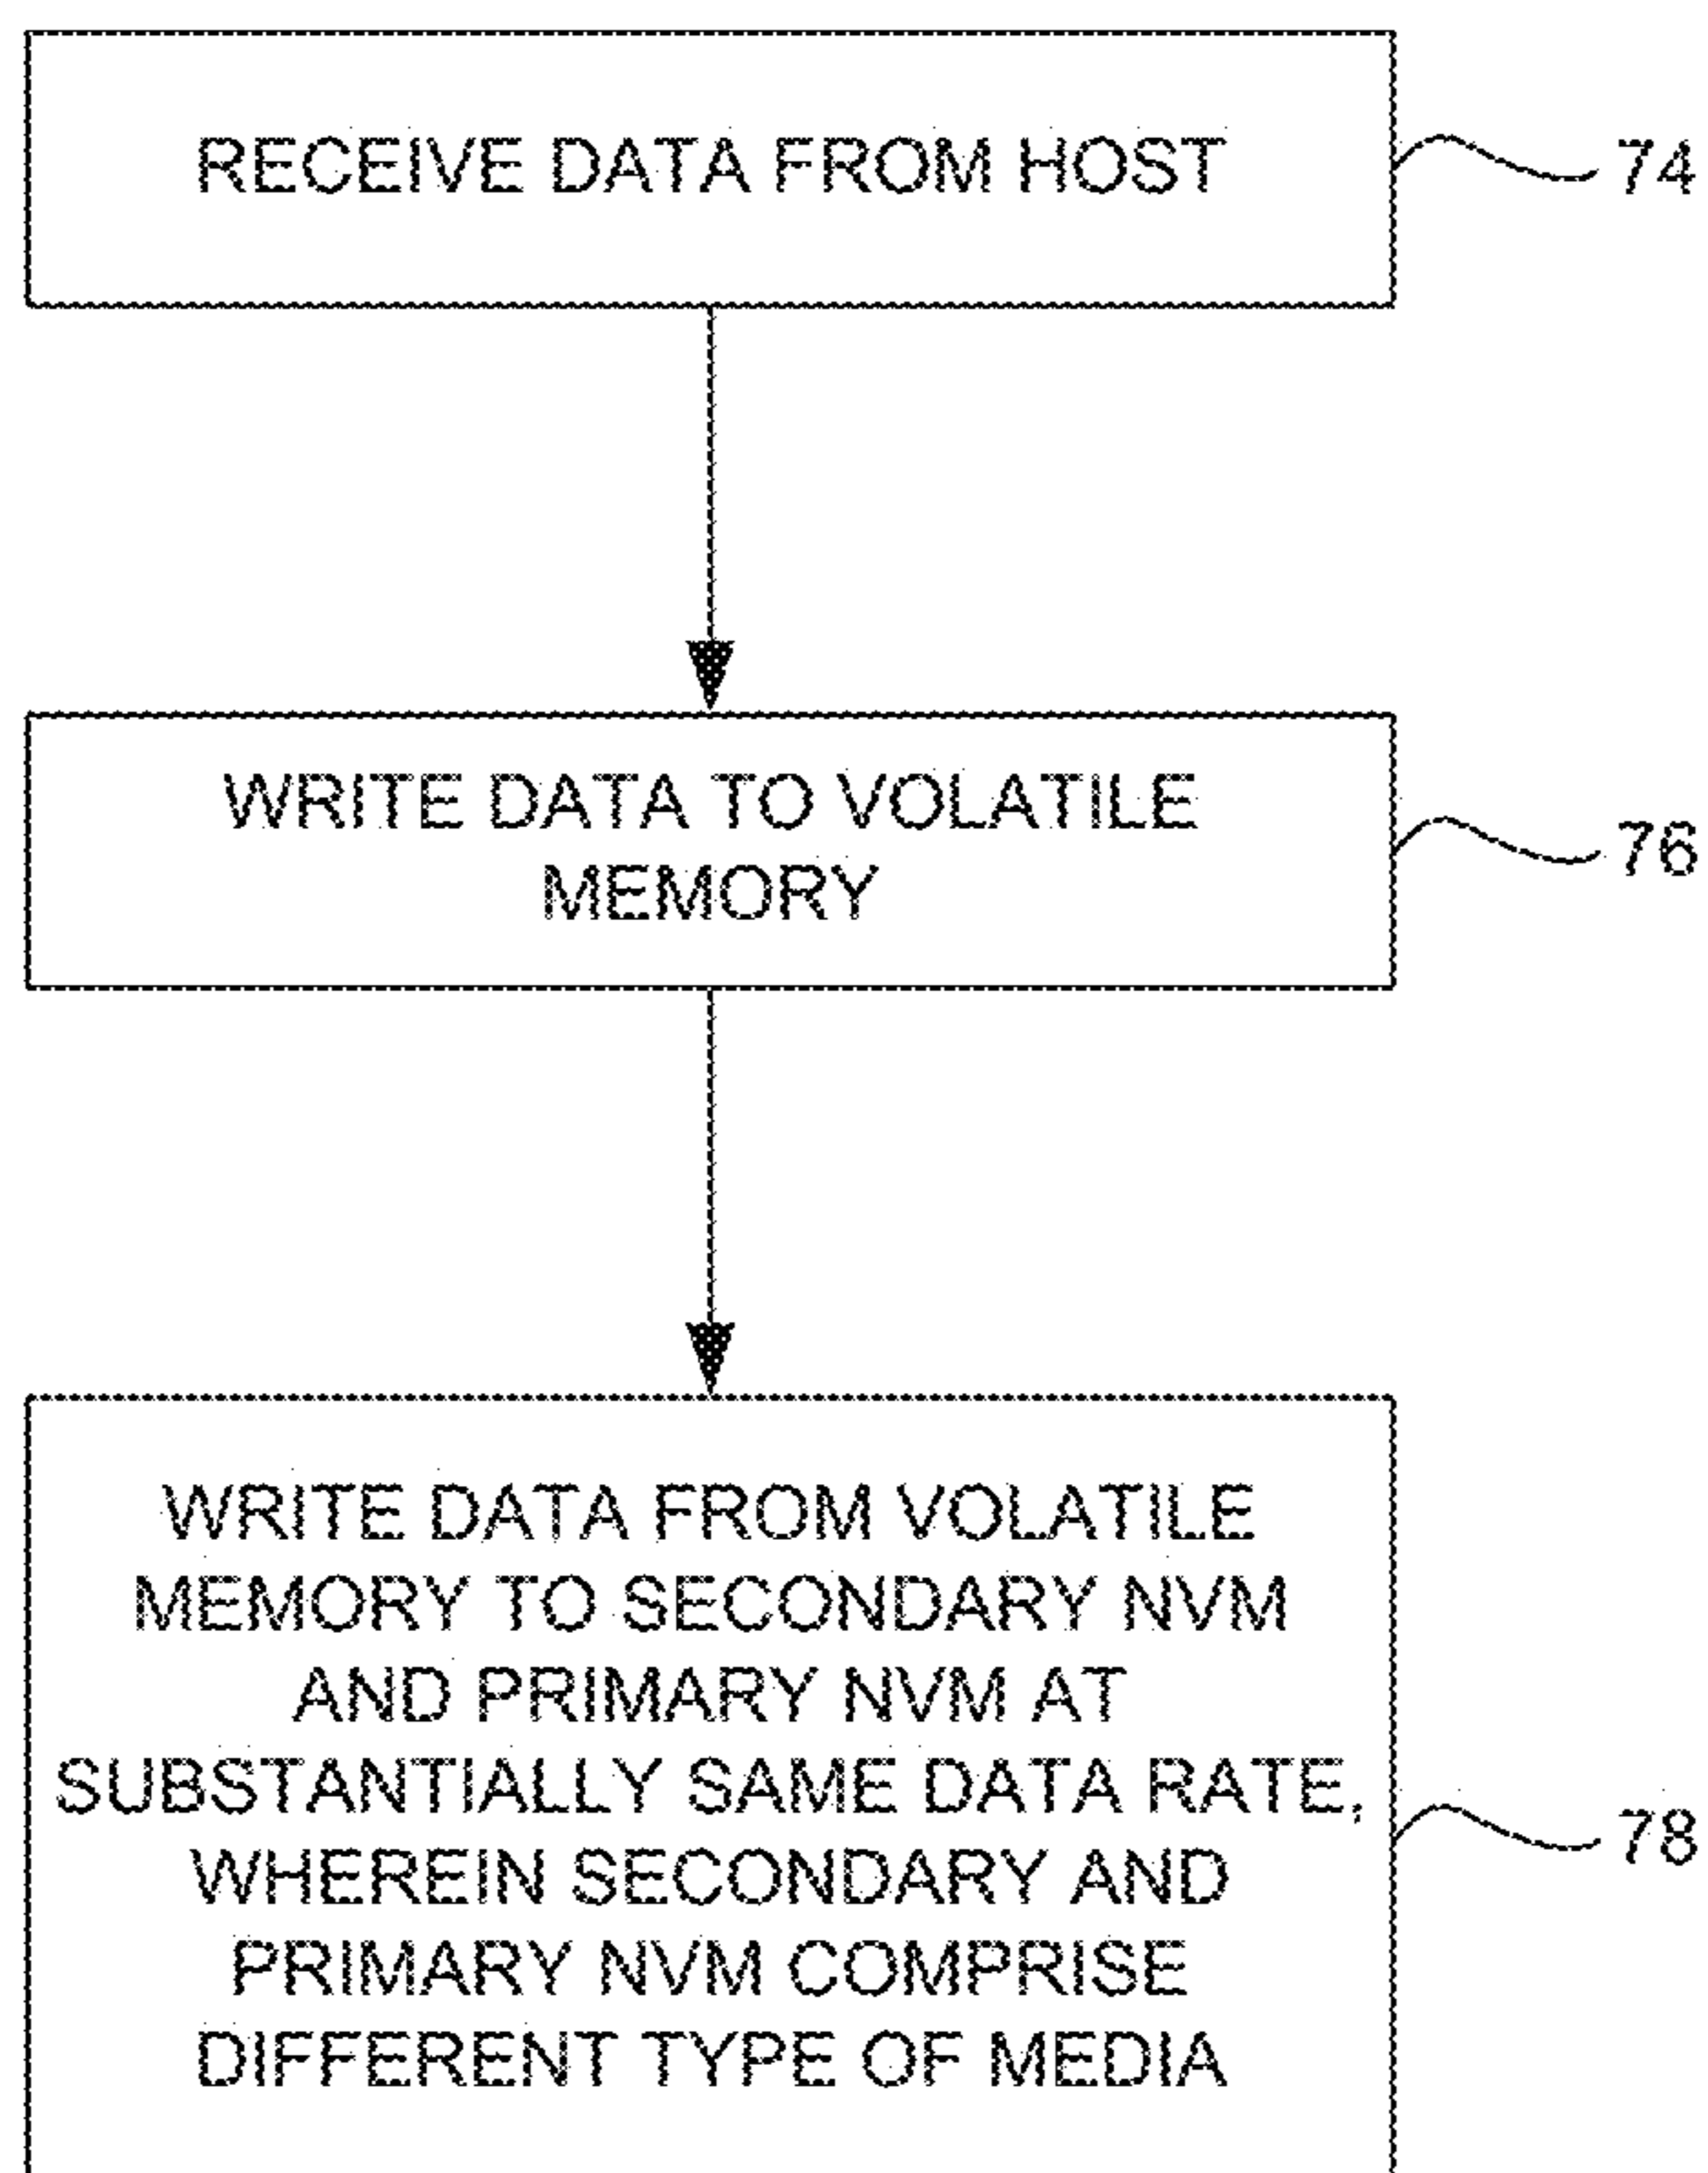 RECEIVE DATA FROM HOST
74
WRITE DATA TO VOLATILE
MEMORY
76
WRITE DATA FROM VOLATILE
MEMORY TO SECONDARY NVM
AND PRIMARY NVM AT
SUBSTANTIALLY SAME DATA RATE,
WHEREIN SECONDARY AND
PRIMARY NVM COMPRISE
DIFFERENT TYPE OF MEDIA
78